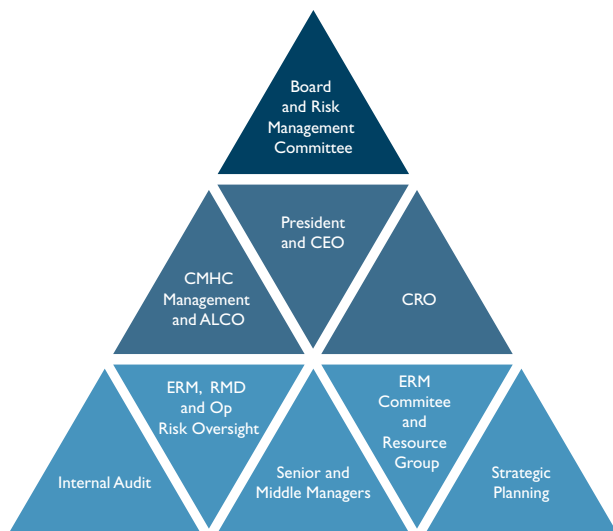 Board
and Risk
Management
Committee
President
and CEO
CMHC
Management
and ALCO
CRO
ERM, RMD
and Op
Risk Oversight
ERM
Commitee
and
Resource
Group
Internal Audit
Senior and
Middle Managers
Strategic
Planning